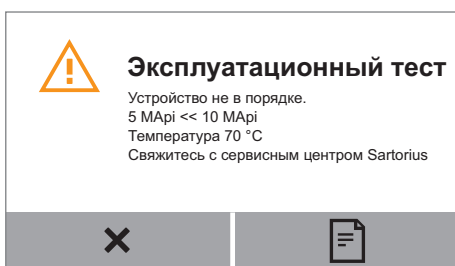 Эксплуатационный тест
Устройство не в порядке.
5 MApi << 10 MApi
Температура 70 °C
Свяжитесь с сервисным центром Sartorius